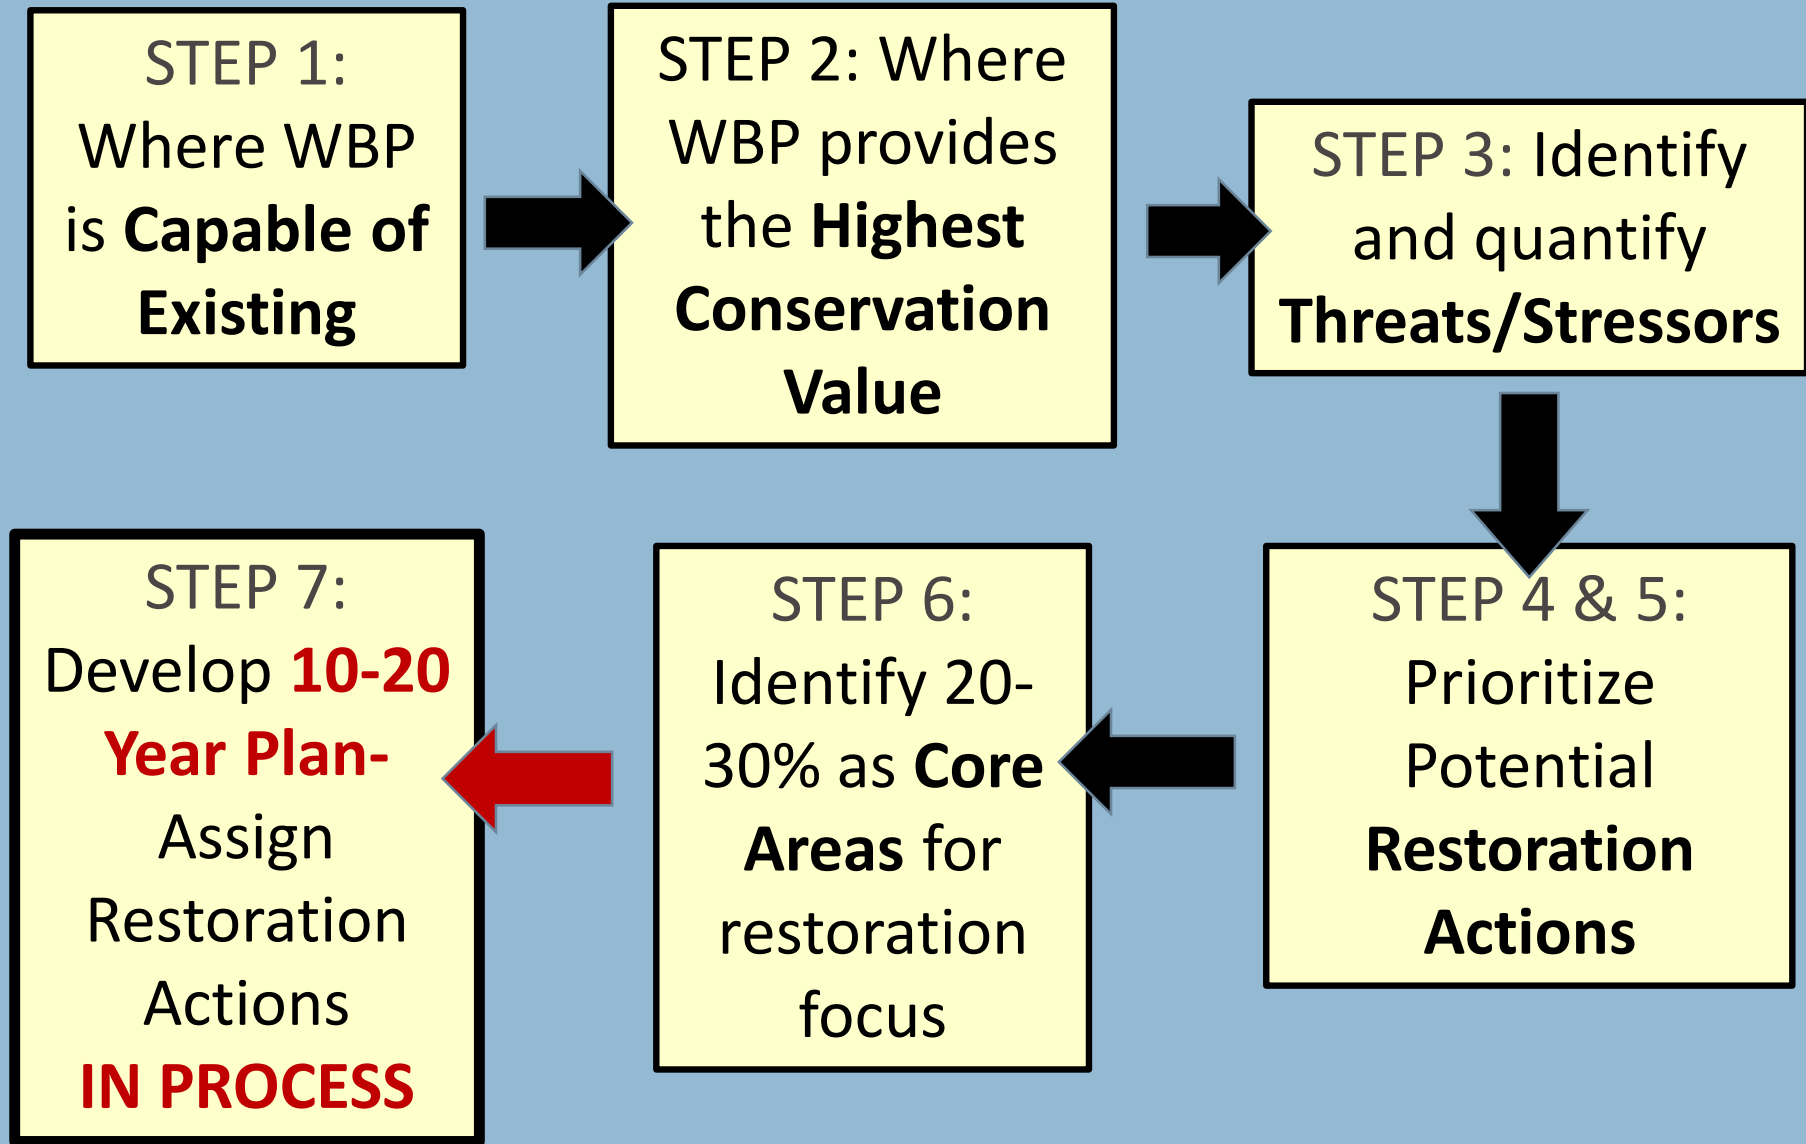 STEP 1:
Where WBP
is Capable of
Existing
STEP 2: Where
WBP provides
the Highest
Conservation
Value
STEP 3: Identify
and quantify
Threats/Stressors
STEP 4 & 5:
Prioritize
Potential
Restoration
Actions
STEP 6:
Identify 20-
30% as Core
Areas for
restoration
focus
STEP 7:
Develop 10-20
Year Plan-
Assign
Restoration
Actions
IN PROCESS